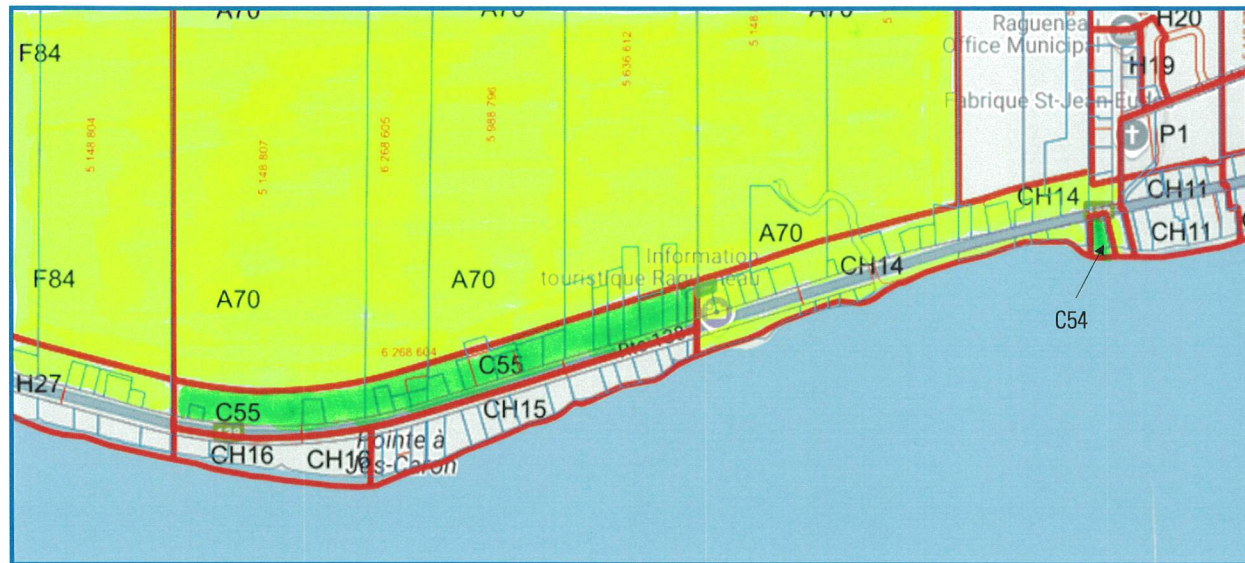 A70
A70
A70
H20
Ragueneau
Office Municipal
F84
H19
5 148 804
5 148 807
6 268 605
5 988 796
5 636 612
5 148
Fabrique St-Jean-Eudes
P1
CH14
CH11
CH11
A70
Information
touristique Ragueneau
CH14
F84
A70
A70
C54
6 268 604
138
C55
H27
C55
CH15
CH16
CH16
Pointe à
Jos-Caron